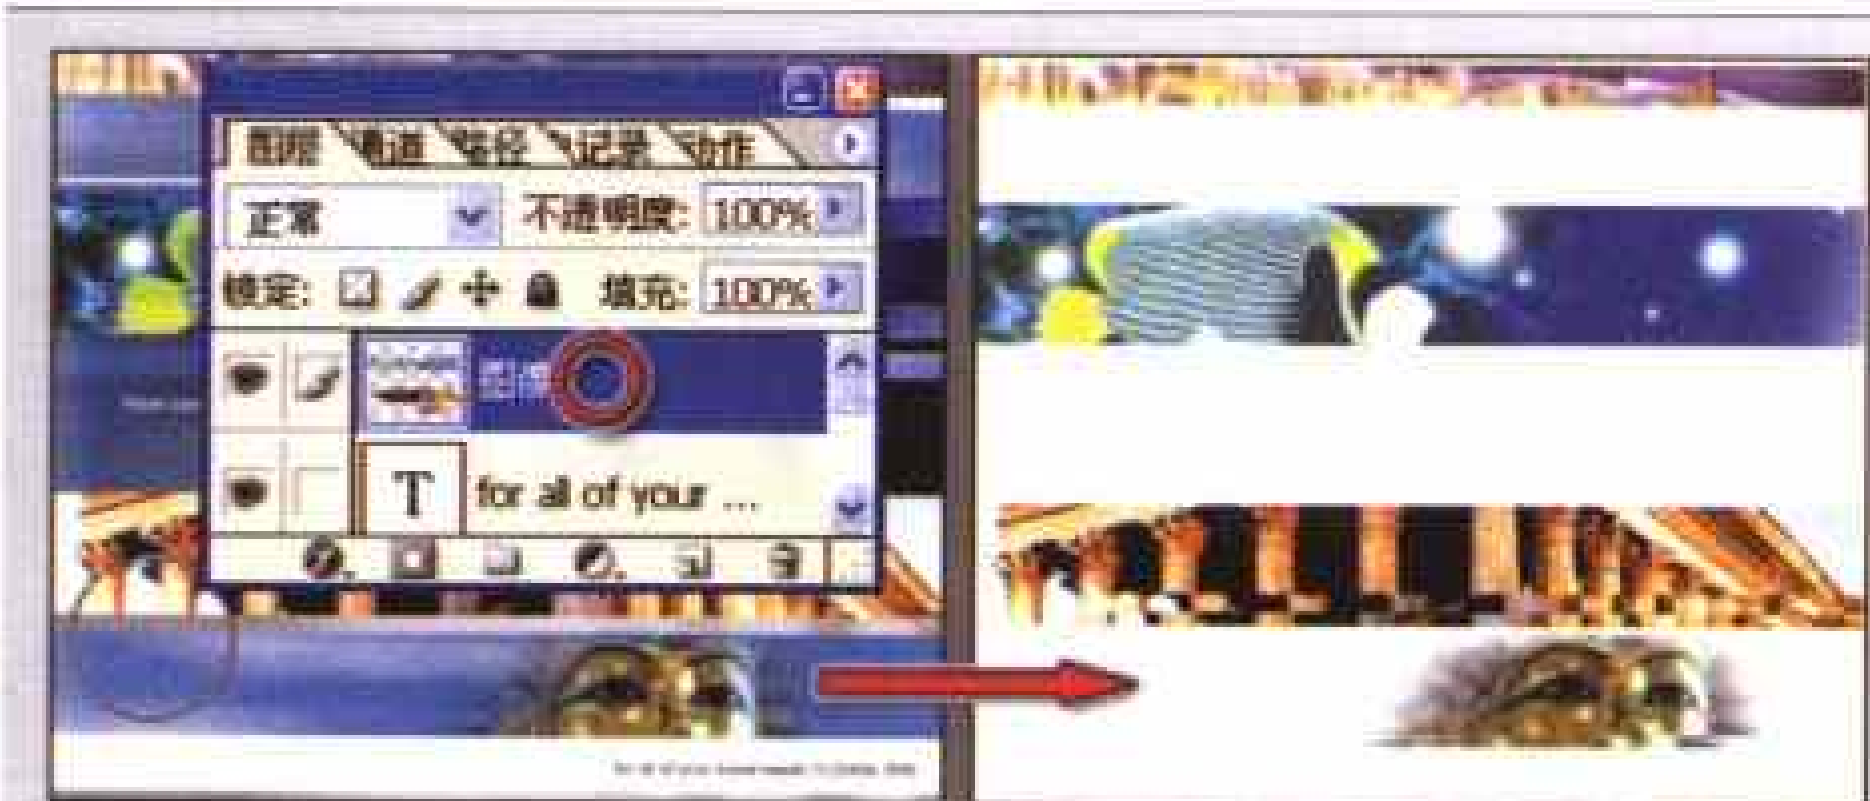 图层 通道 路径 记录 动作
正常 不透明度: 100%
锁定: 填充: 100%
图像
T for all of your ...